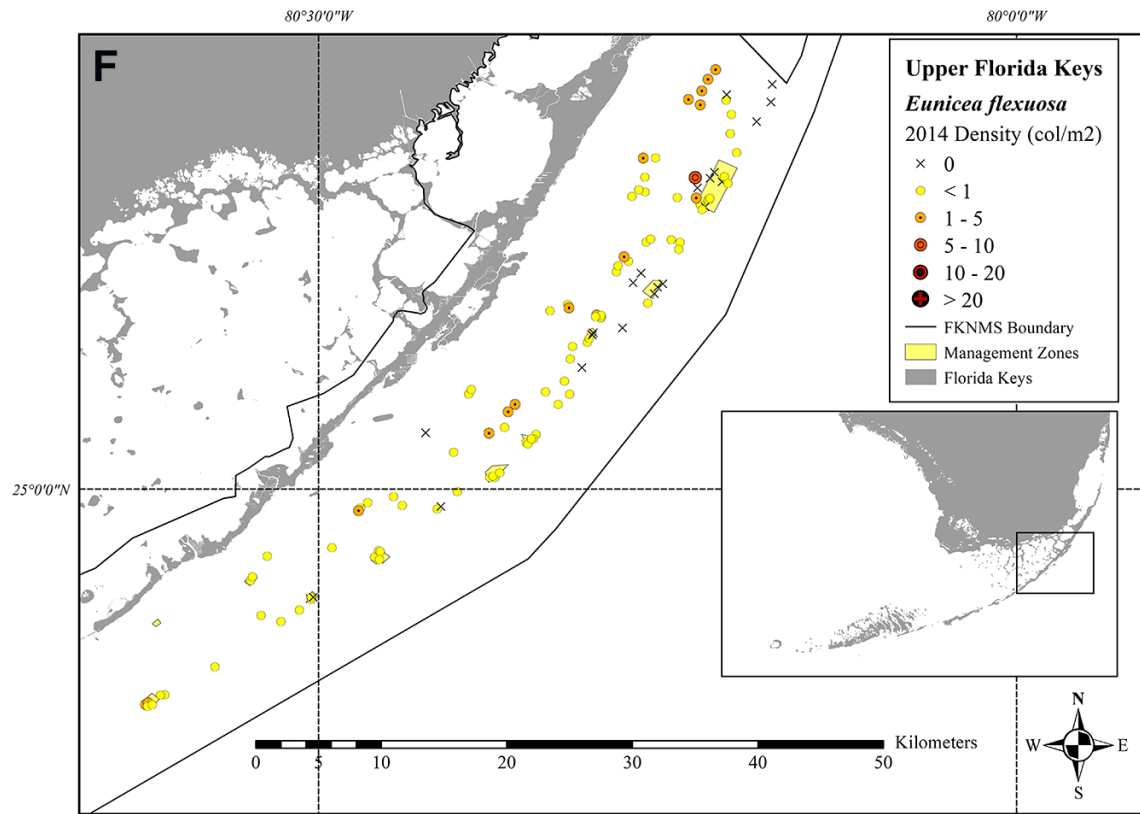 80°30'0"W
80°0'0"W
F
Upper Florida Keys
Eunicea flexuosa
2014 Density (col/m2)
0
< 1
1 - 5
5 - 10
10 - 20
> 20
FKNMS Boundary
Management Zones
Florida Keys
25°0'0"N
Kilometers
0 5 10 20 30 40 50
N
W E
S